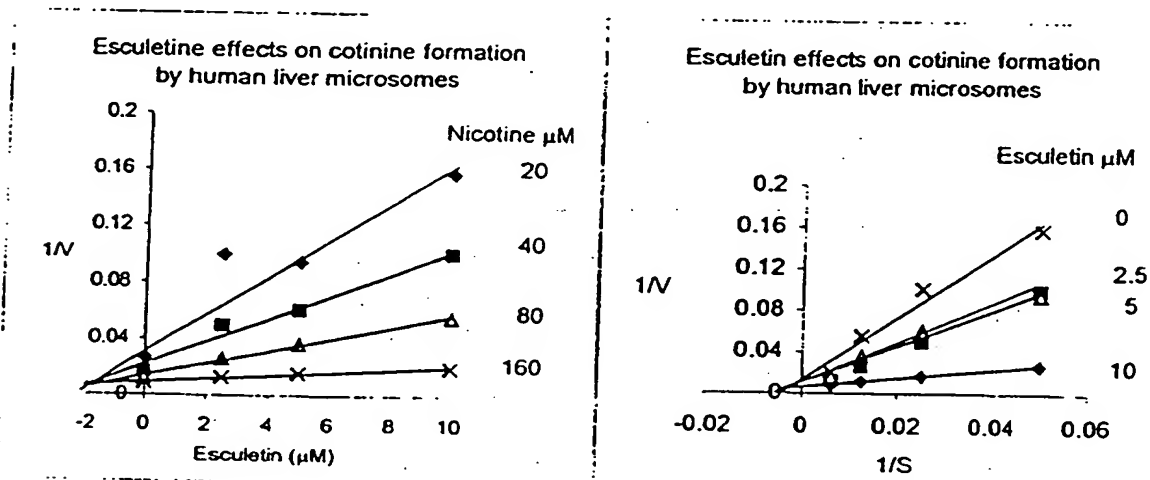 Esculetine effects on cotinine formation
by human liver microsomes
Nicotine µM
0.2
0.16
0.12
0.08
0.04
0
1/V
20
40
80
160
-2 0 2 4 6 8 10
Esculetin (µM)
Esculetin effects on cotinine formation
by human liver microsomes
Esculetin µM
0.2
0.16
0.12
0.08
0.04
0
1/V
0
2.5
5
10
-0.02 0 0.02 0.04 0.06
1/S